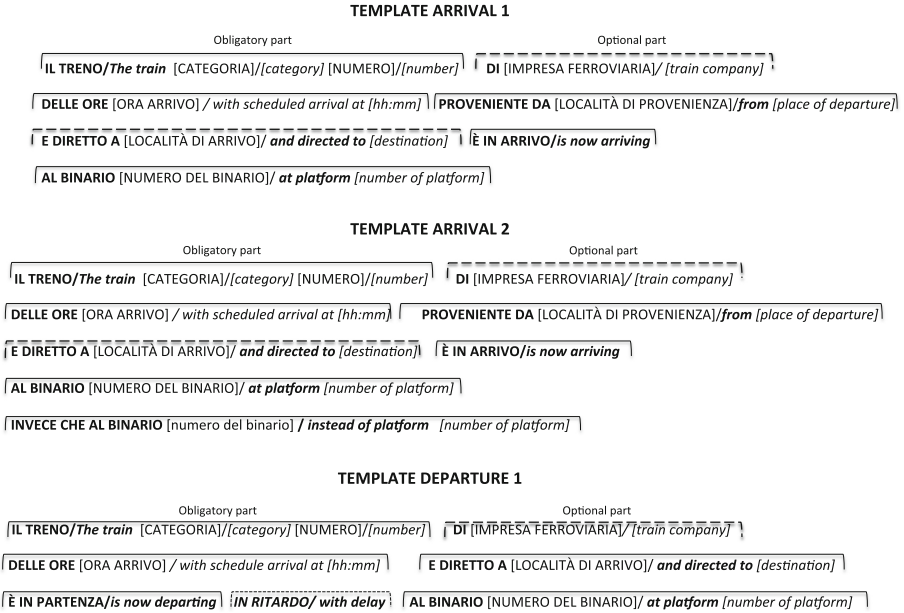 TEMPLATE ARRIVAL 1
Obligatory part Optional part
IL TRENO/The train [CATEGORIA]/[category] [NUMERO]/[number] DI [IMPRESA FERROVIARIA]/ [train company]
DELLE ORE [ORA ARRIVO] / with scheduled arrival at [hh:mm] PROVENIENTE DA [LOCALITÀ DI PROVENIENZA]/from [place of departure]
E DIRETTO A [LOCALITÀ DI ARRIVO]/ and directed to [destination] È IN ARRIVO/is now arriving
AL BINARIO [NUMERO DEL BINARIO]/ at platform [number of platform]
TEMPLATE ARRIVAL 2
Obligatory part Optional part
IL TRENO/The train [CATEGORIA]/[category] [NUMERO]/[number] DI [IMPRESA FERROVIARIA]/ [train company]
DELLE ORE [ORA ARRIVO] / with scheduled arrival at [hh:mm] PROVENIENTE DA [LOCALITÀ DI PROVENIENZA]/from [place of departure]
E DIRETTO A [LOCALITÀ DI ARRIVO]/ and directed to [destination] È IN ARRIVO/is now arriving
AL BINARIO [NUMERO DEL BINARIO]/ at platform [number of platform]
INVECE CHE AL BINARIO [numero del binario] / instead of platform [number of platform]
TEMPLATE DEPARTURE 1
Obligatory part Optional part
IL TRENO/The train [CATEGORIA]/[category] [NUMERO]/[number] DI [IMPRESA FERROVIARIA]/ [train company]
DELLE ORE [ORA ARRIVO] / with schedule arrival at [hh:mm] E DIRETTO A [LOCALITÀ DI ARRIVO]/ and directed to [destination]
È IN PARTENZA/is now departing IN RITARDO/ with delay AL BINARIO [NUMERO DEL BINARIO]/ at platform [number of platform]